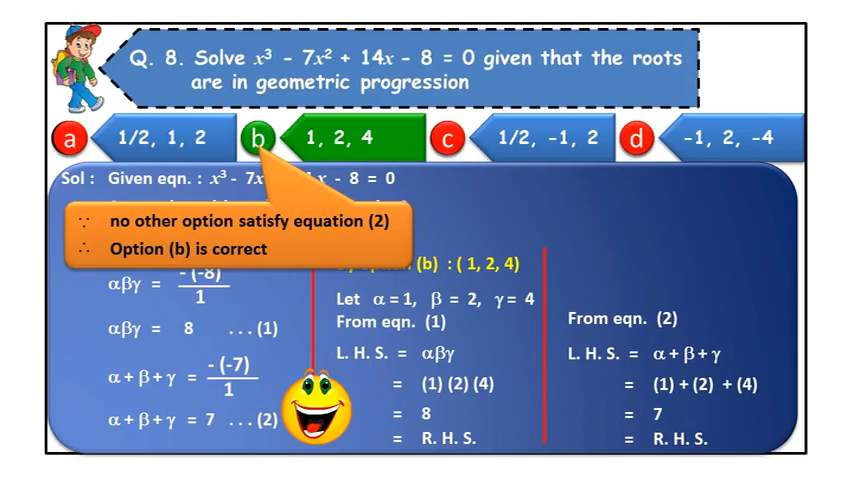 Q. 8. Solve x³ - 7x² + 14x - 8 = 0 given that the roots
are in geometric progression
a 1/2, 1, 2 b 1, 2, 4 c 1/2, -1, 2 d -1, 2, -4
Sol : Given eqn. : x³ - 7x x - 8 = 0
∵ no other option satisfy equation (2)
∴ Option (b) is correct
αβγ = - (-8) / 1
αβγ = 8 . . . (1)
α + β + γ = - (-7) / 1
α + β + γ = 7 . . . (2)
(b) : ( 1, 2, 4)
Let α = 1, β = 2, γ = 4
From eqn. (1)
L. H. S. = αβγ
= (1) (2) (4)
= 8
= R. H. S.
From eqn. (2)
L. H. S. = α + β + γ
= (1) + (2) + (4)
= 7
= R. H. S.